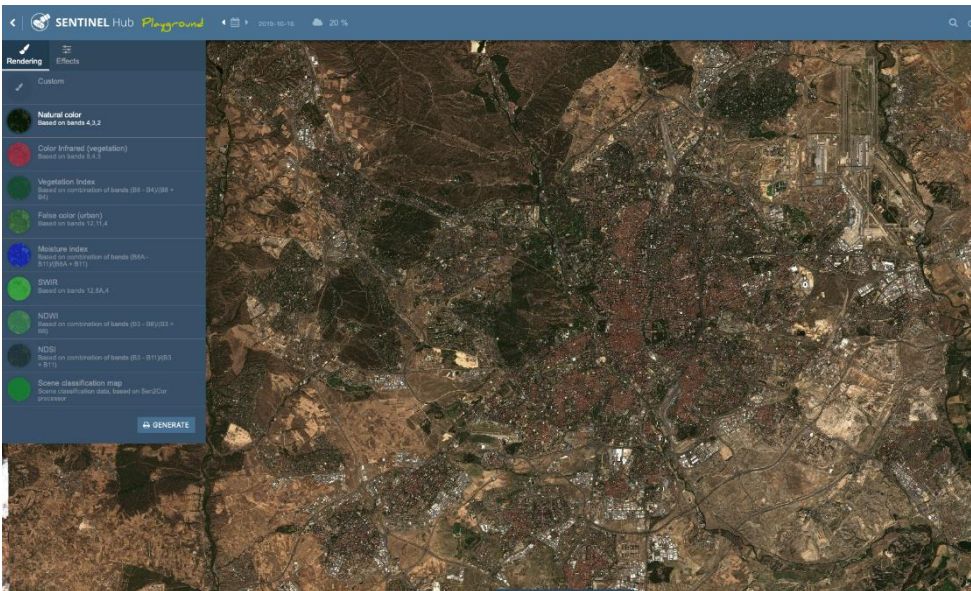 SENTINEL Hub Playground
2019-10-16
20 %
Rendering
Effects
Custom
Natural color
Based on bands 4,3,2
Color Infrared (vegetation)
Based on bands 8,4,3
Vegetation Index
Based on combination of bands (B8 - B4)/(B8 +
B4)
False color (urban)
Based on bands 12,11,4
Moisture index
Based on combination of bands (B8A -
B11)/(B8A + B11)
SWIR
Based on bands 12,8A,4
NDWI
Based on combination of bands (B3 - B8)/(B3 +
B8)
NDSI
Based on combination of bands (B3 - B11)/(B3
+ B11)
Scene classification map
Scene classification data, based on Sen2Cor
processor
GENERATE